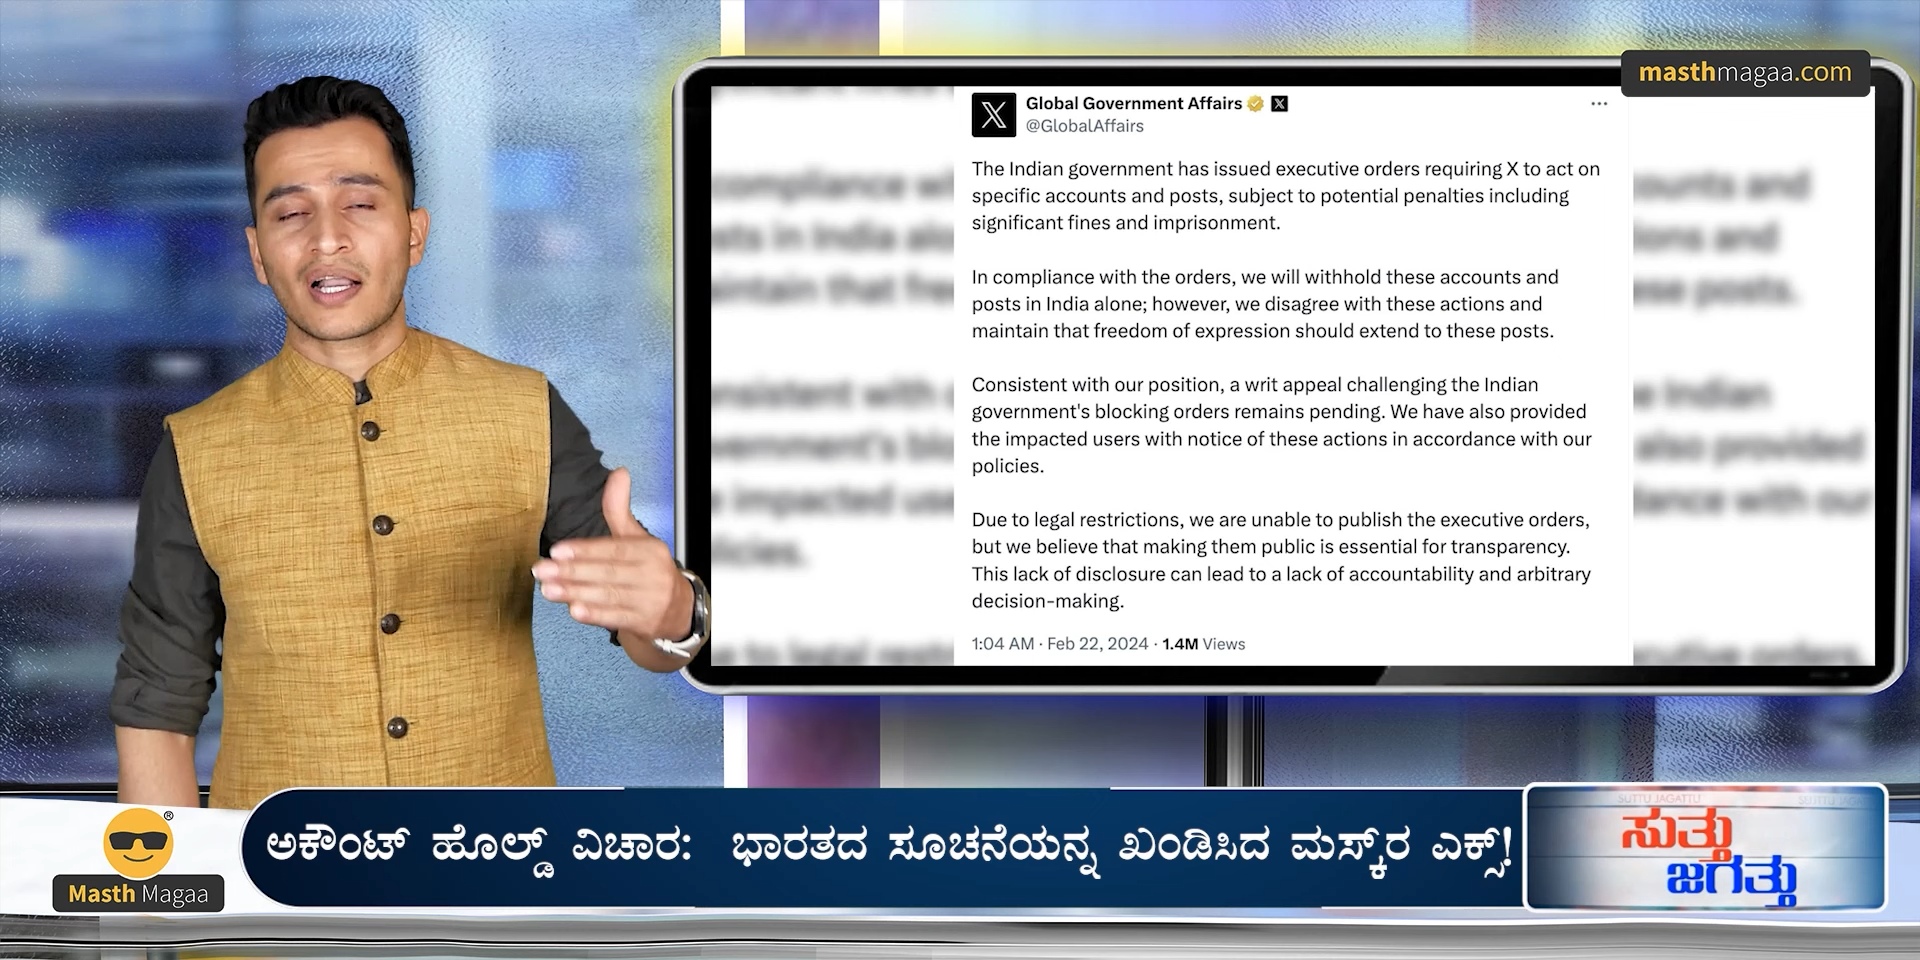 masthmagaa.com
Global Government Affairs
@GlobalAffairs
The Indian government has issued executive orders requiring X to act on
specific accounts and posts, subject to potential penalties including
significant fines and imprisonment.
In compliance with the orders, we will withhold these accounts and
posts in India alone; however, we disagree with these actions and
maintain that freedom of expression should extend to these posts.
Consistent with our position, a writ appeal challenging the Indian
government's blocking orders remains pending. We have also provided
the impacted users with notice of these actions in accordance with our
policies.
Due to legal restrictions, we are unable to publish the executive orders,
but we believe that making them public is essential for transparency.
This lack of disclosure can lead to a lack of accountability and arbitrary
decision-making.
1:04 AM · Feb 22, 2024 · 1.4M Views
ಅಕೌಂಟ್ ಹೋಲ್ಡ್ ವಿಚಾರ: ಭಾರತದ ಸೂಚನೆಯನ್ನ ಖಂಡಿಸಿದ ಮಸ್ಕ್‌ರ ಎಕ್ಸ್!
Masth Magaa
SUTTU JAGATTU
ಸುತ್ತು
ಜಗತ್ತು